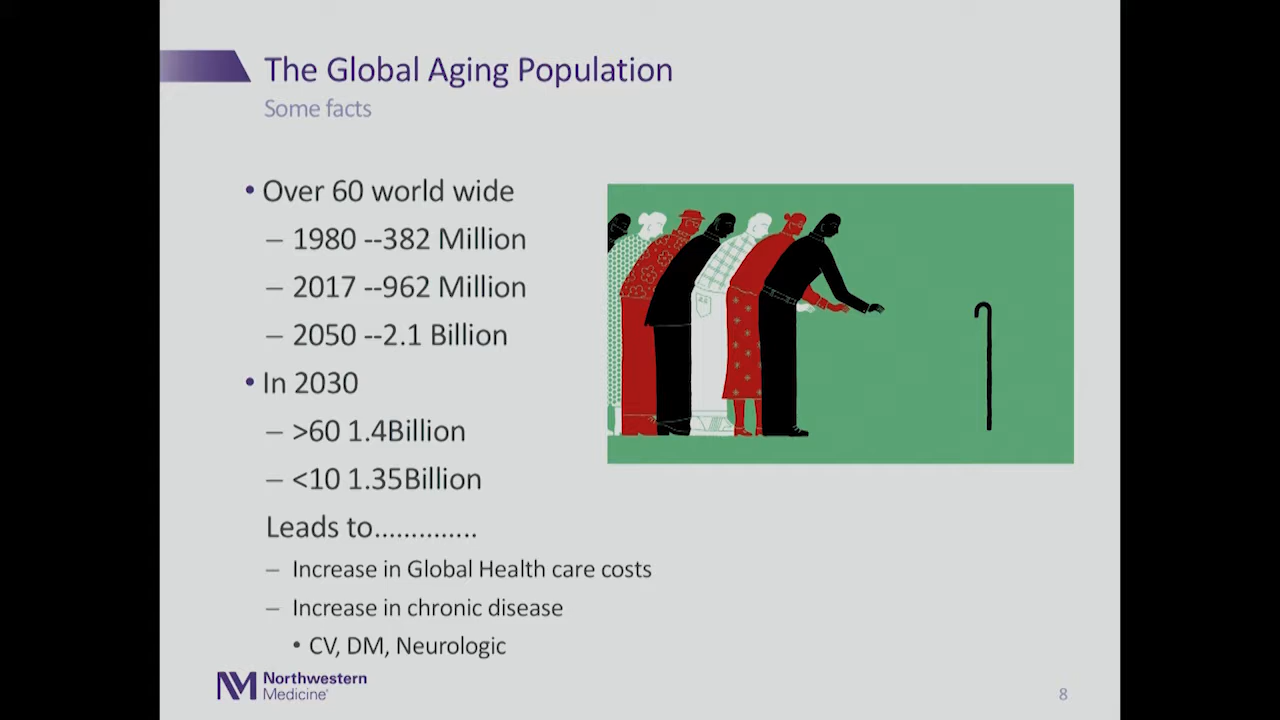 The Global Aging Population
Some facts
• Over 60 world wide
– 1980 --382 Million
– 2017 --962 Million
– 2050 --2.1 Billion
• In 2030
– >60 1.4Billion
– <10 1.35Billion
Leads to..............
– Increase in Global Health care costs
– Increase in chronic disease
• CV, DM, Neurologic
Northwestern
Medicine®
8